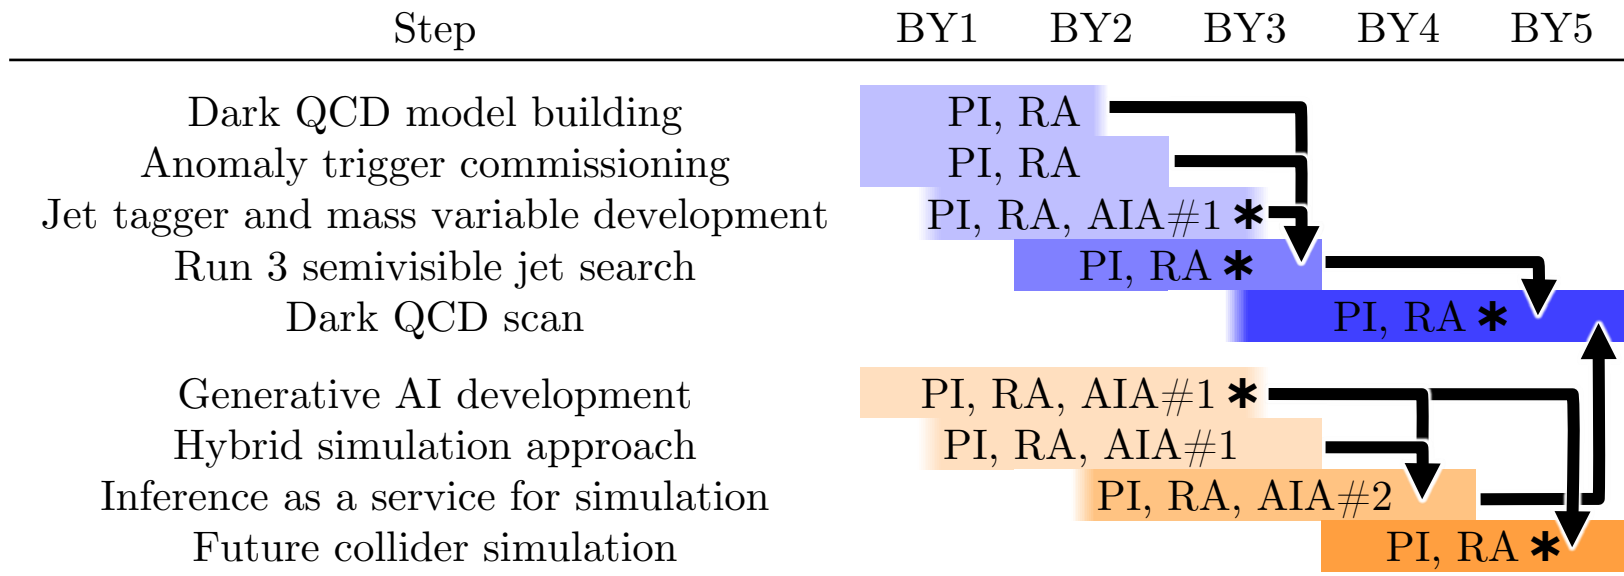 Step BY1 BY2 BY3 BY4 BY5
Dark QCD model building PI, RA
Anomaly trigger commissioning PI, RA
Jet tagger and mass variable development PI, RA, AIA#1 *
Run 3 semivisible jet search PI, RA *
Dark QCD scan PI, RA *
Generative AI development PI, RA, AIA#1 *
Hybrid simulation approach PI, RA, AIA#1
Inference as a service for simulation PI, RA, AIA#2
Future collider simulation PI, RA *